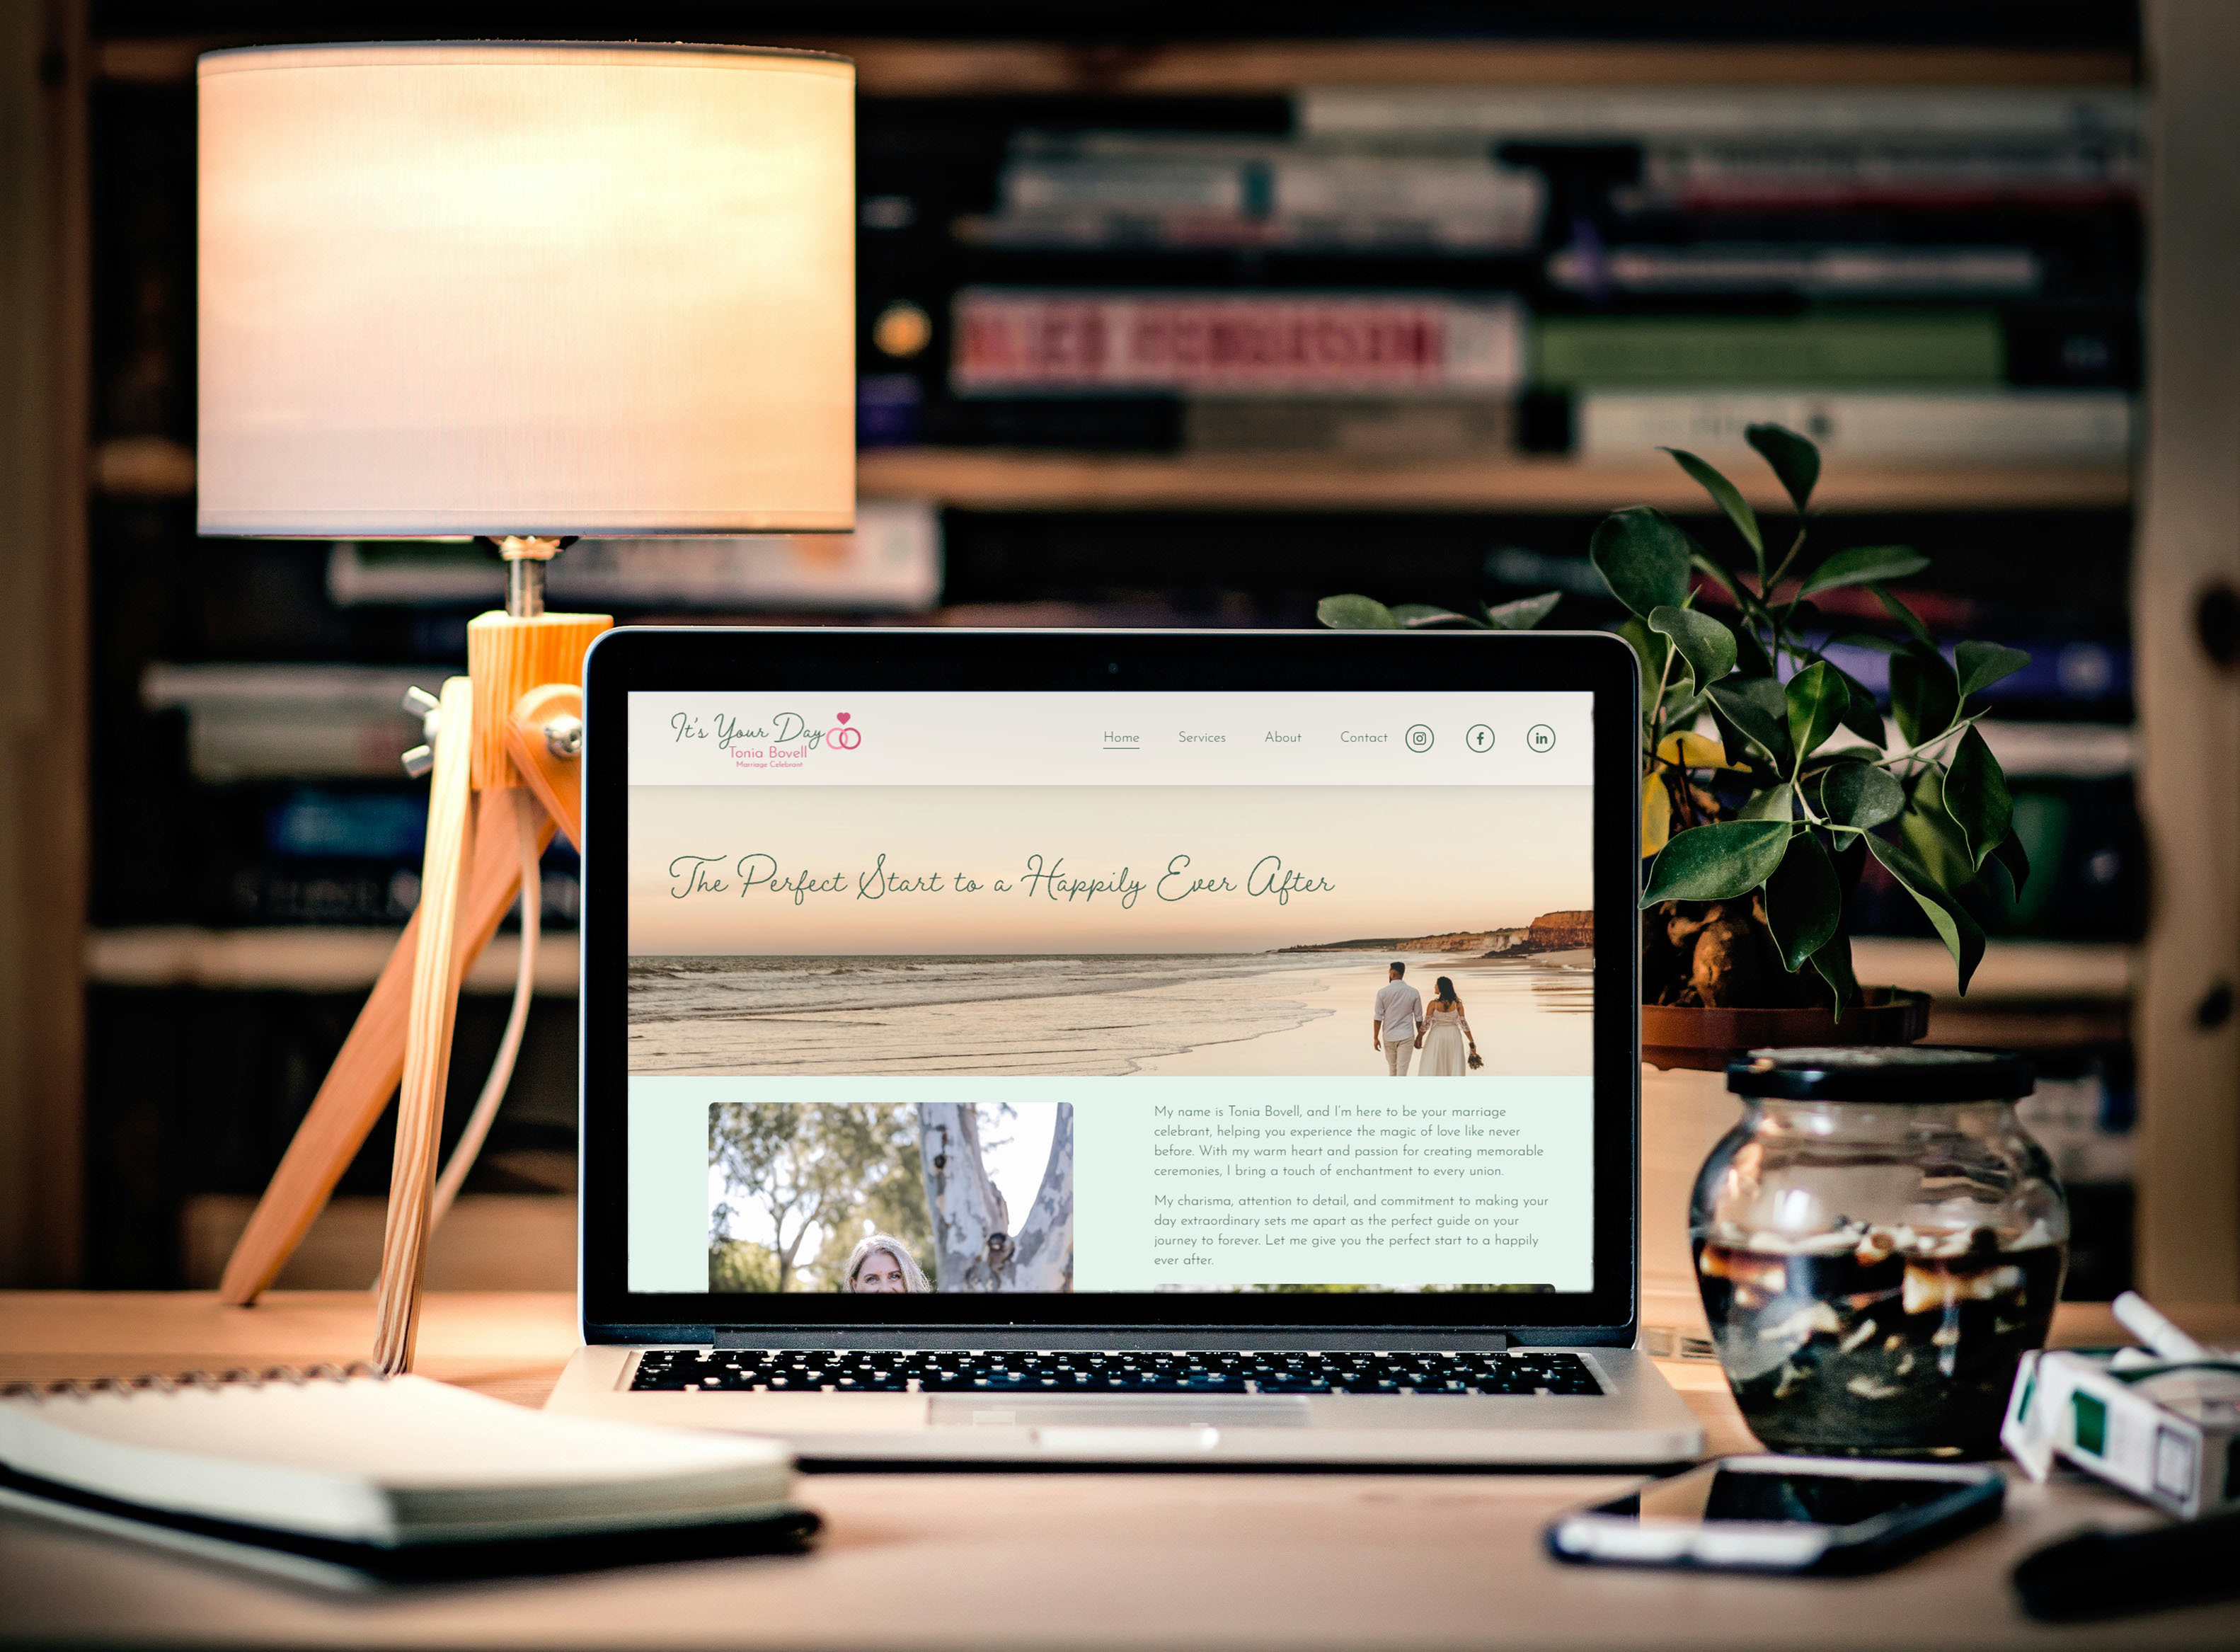 It's Your Day
Tonia Bovell
Marriage Celebrant
Home Services About Contact
The Perfect Start to a Happily Ever After
My name is Tonia Bovell, and I'm here to be your marriage
celebrant, helping you experience the magic of love like never
before. With my warm heart and passion for creating memorable
ceremonies, I bring a touch of enchantment to every union.
My charisma, attention to detail, and commitment to making your
day extraordinary sets me apart as the perfect guide on your
journey to forever. Let me give you the perfect start to a happily
ever after.